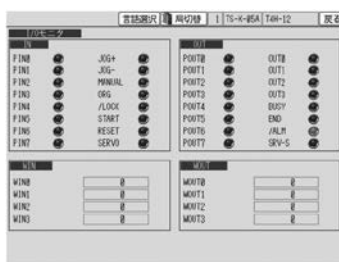 言語選択 局切替 1 TS-K-05A T4H-12 戻る
I/Oモニタ
IN OUT
PIN0 JOG+ POUT0 OUT0
PIN1 JOG- POUT1 OUT1
PIN2 MANUAL POUT2 OUT2
PIN3 ORG POUT3 OUT3
PIN4 /LOCK POUT4 BUSY
PIN5 START POUT5 END
PIN6 RESET POUT6 /ALM
PIN7 SERVO POUT7 SRV-S
WIN WOUT
WIN0 0 WOUT0 0
WIN1 0 WOUT1 0
WIN2 0 WOUT2 0
WIN3 0 WOUT3 0